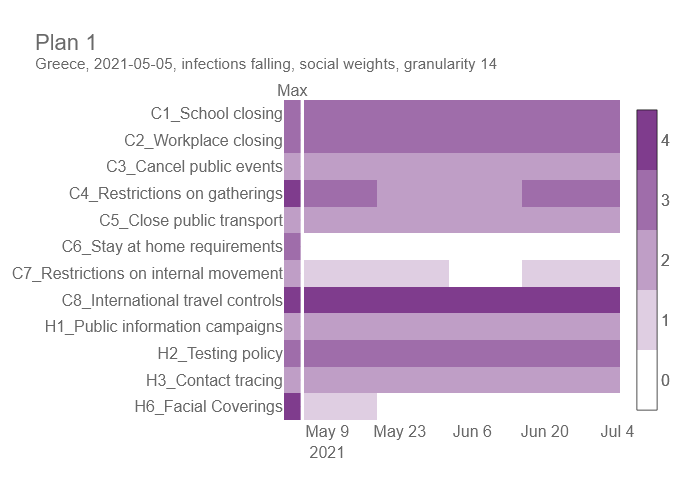 Plan 1
Greece, 2021-05-05, infections falling, social weights, granularity 14
Max
C1_School closing
C2_Workplace closing
C3_Cancel public events
C4_Restrictions on gatherings
C5_Close public transport
C6_Stay at home requirements
C7_Restrictions on internal movement
C8_International travel controls
H1_Public information campaigns
H2_Testing policy
H3_Contact tracing
H6_Facial Coverings
May 9 May 23 Jun 6 Jun 20 Jul 4
2021
4
3
2
1
0